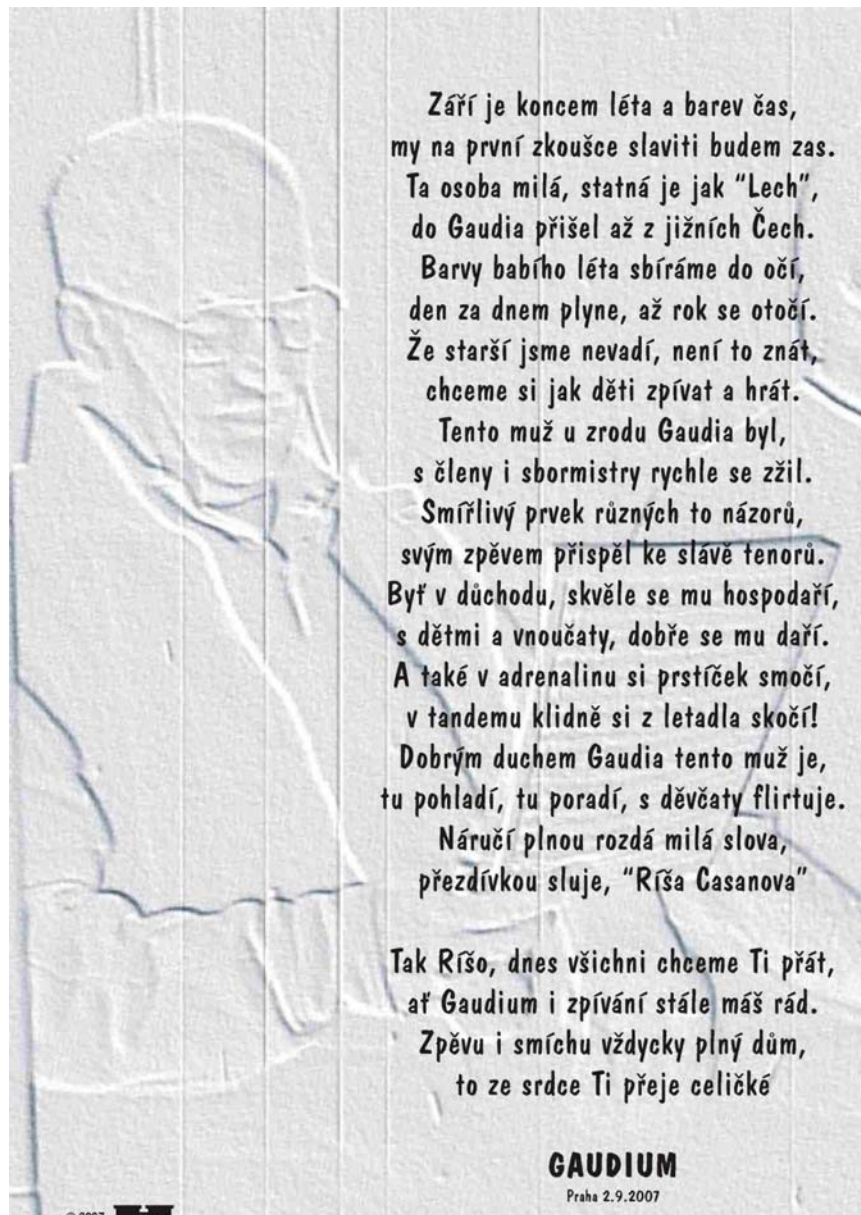 Září je koncem léta a barev čas,
my na první zkoušce slaviti budem zas.
Ta osoba milá, statná je jak “Lech”,
do Gaudia přišel až z jižních Čech.
Barvy babího léta sbíráme do očí,
den za dnem plyne, až rok se otočí.
Že starší jsme nevadí, není to znát,
chceme si jak děti zpívat a hrát.
Tento muž u zrodu Gaudia byl,
s členy i sbormistry rychle se zžil.
Smířlivý prvek různých to názorů,
svým zpěvem přispěl ke slávě tenorů.
Byť v důchodu, skvěle se mu hospodaří,
s dětmi a vnoučaty, dobře se mu daří.
A také v adrenalinu si prstíček smočí,
v tandemu klidně si z letadla skočí!
Dobrým duchem Gaudia tento muž je,
tu pohladí, tu poradí, s děvčaty flirtuje.
Náručí plnou rozdá milá slova,
přezdívkou sluje, “Ríša Casanova”
Tak Ríšo, dnes všichni chceme Ti přát,
ať Gaudium i zpívání stále máš rád.
Zpěvu i smíchu vždycky plný dům,
to ze srdce Ti přeje celičké
GAUDIUM
Praha 2.9.2007
© 2007